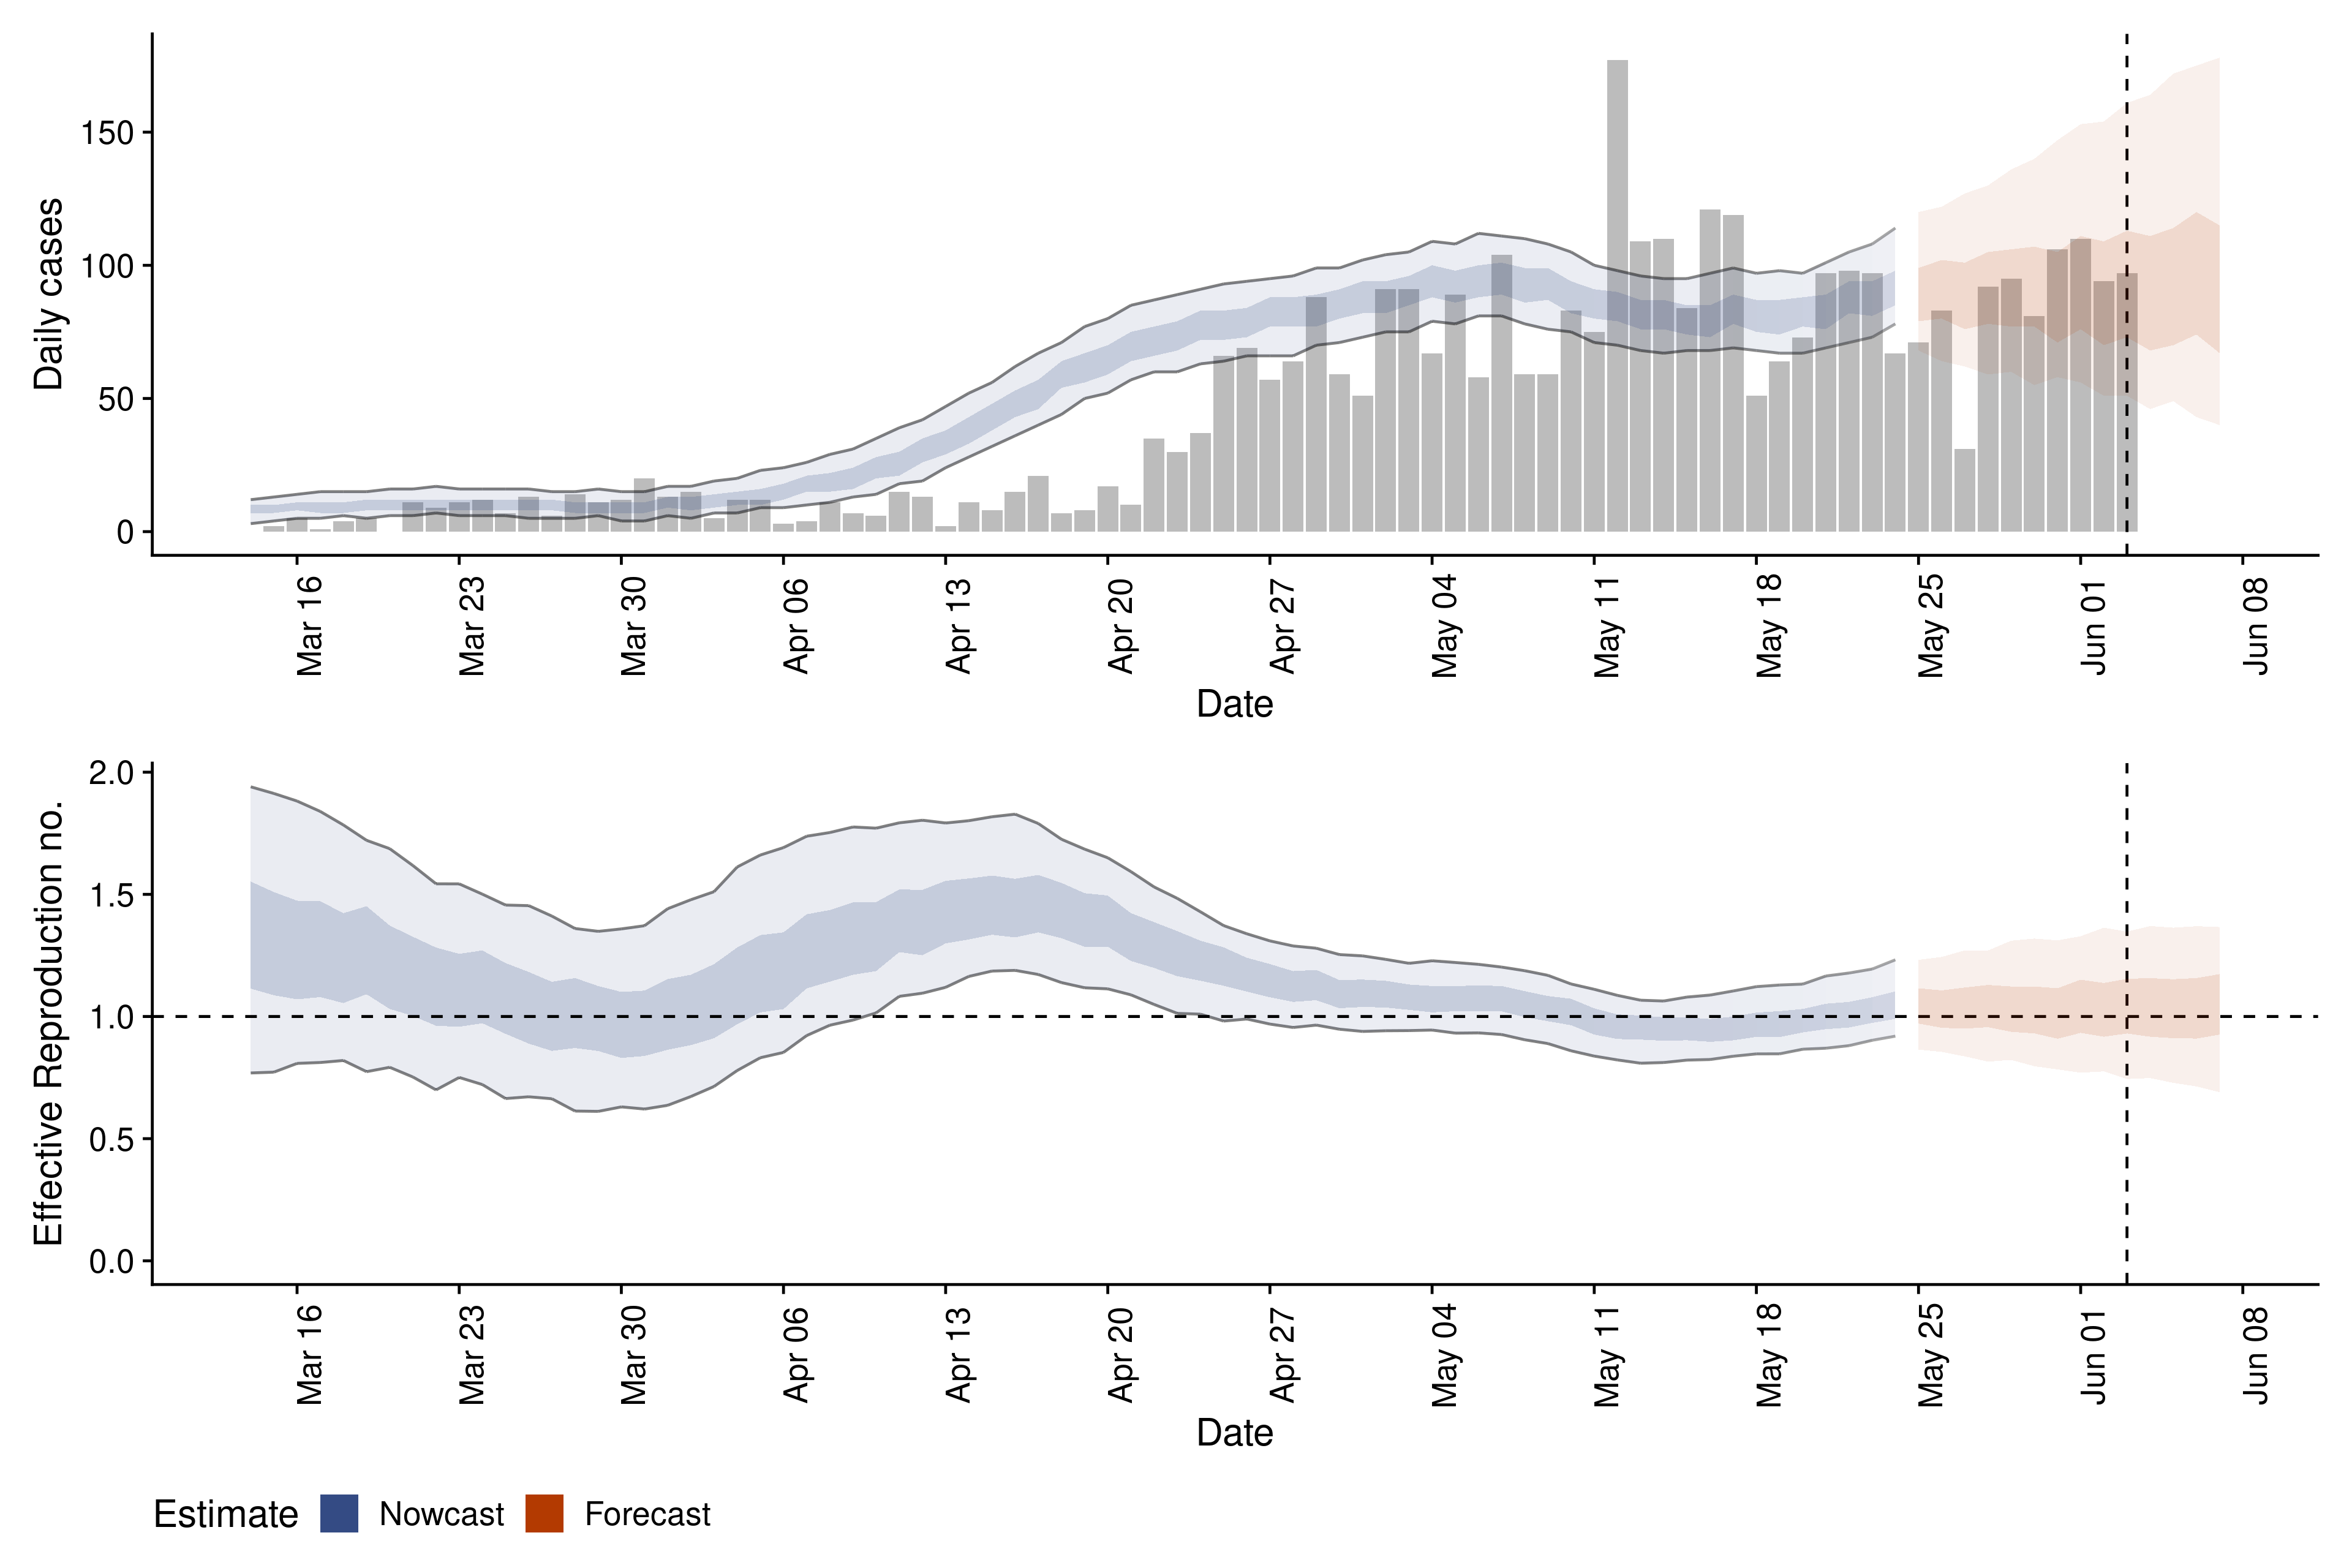 Daily cases
150
100
50
0
Mar 16
Mar 23
Mar 30
Apr 06
Apr 13
Apr 20
Apr 27
May 04
May 11
May 18
May 25
Jun 01
Jun 08
Date
Effective Reproduction no.
2.0
1.5
1.0
0.5
0.0
Mar 16
Mar 23
Mar 30
Apr 06
Apr 13
Apr 20
Apr 27
May 04
May 11
May 18
May 25
Jun 01
Jun 08
Date
Estimate Nowcast Forecast